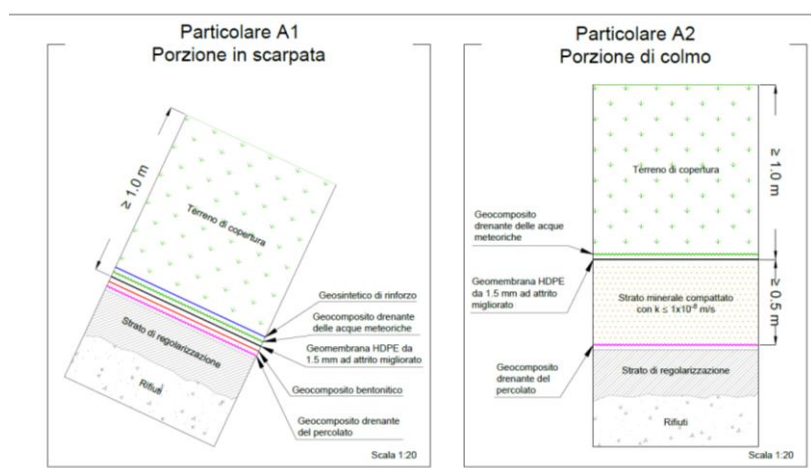 Particolare A1
Porzione in scarpata
≥ 1.0 m
Terreno di copertura
Geosintetico di rinforzo
Geocomposito drenante
delle acque meteoriche
Geomembrana HDPE da
1.5 mm ad attrito migliorato
Geocomposito bentonitico
Geocomposito drenante
del percolato
Strato di regolarizzazione
Rifiuti
Scala 1:20
Particolare A2
Porzione di colmo
≥ 1.0 m
Terreno di copertura
Geocomposito
drenante delle acque
meteoriche
Geomembrana HDPE
da 1.5 mm ad attrito
migliorato
Strato minerale compattato
con k ≤ 1x10⁻⁸ m/s
≥ 0.5 m
Geocomposito
drenante del
percolato
Strato di regolarizzazione
Rifiuti
Scala 1:20